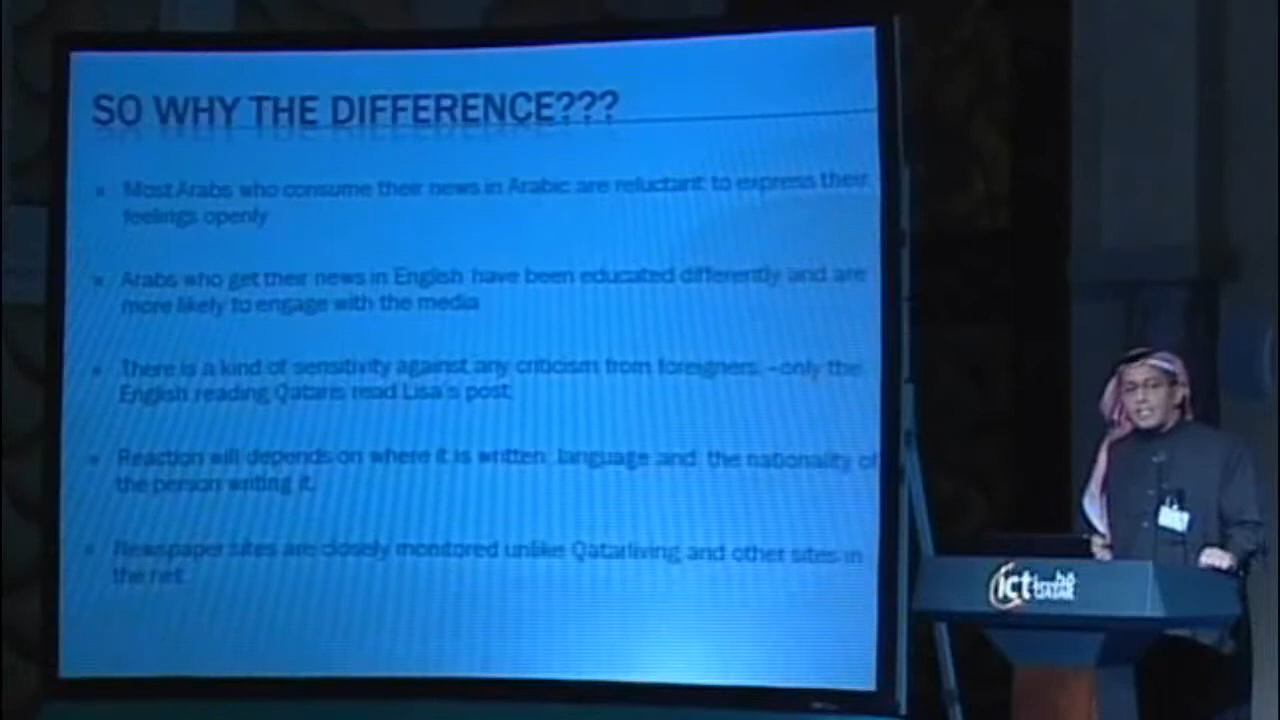 SO WHY THE DIFFERENCE???
Most Arabs who consume their news in Arabic are reluctant to express their
feelings openly
Arabs who get their news in English have been educated differently and are
more likely to engage with the media
There is a kind of sensitivity against any criticism from foreigners. -only the
English reading Qataris read Lisa's post.
Reaction will depends on where it is written, language and the nationality of
the person writing it.
Newspaper sites are closely monitored unlike Qatarliving and other sites in
the net.
ict
QATAR